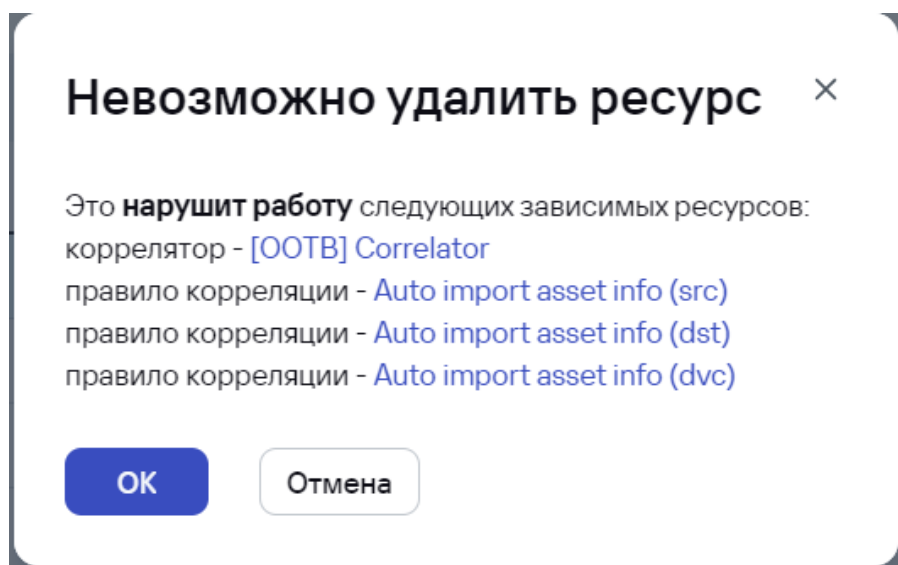 Невозможно удалить ресурс
Это нарушит работу следующих зависимых ресурсов:
коррелятор - [OOTB] Correlator
правило корреляции - Auto import asset info (src)
правило корреляции - Auto import asset info (dst)
правило корреляции - Auto import asset info (dvc)
ОК
Отмена